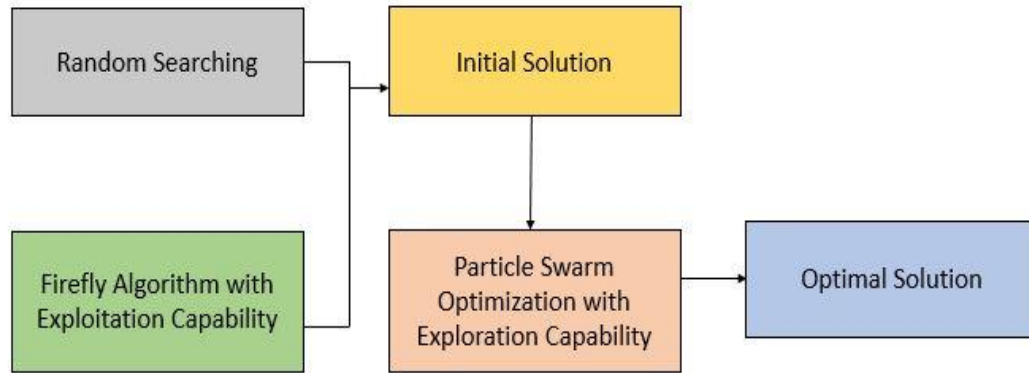 Random Searching
Initial Solution
Firefly Algorithm with
Exploitation Capability
Particle Swarm
Optimization with
Exploration Capability
Optimal Solution